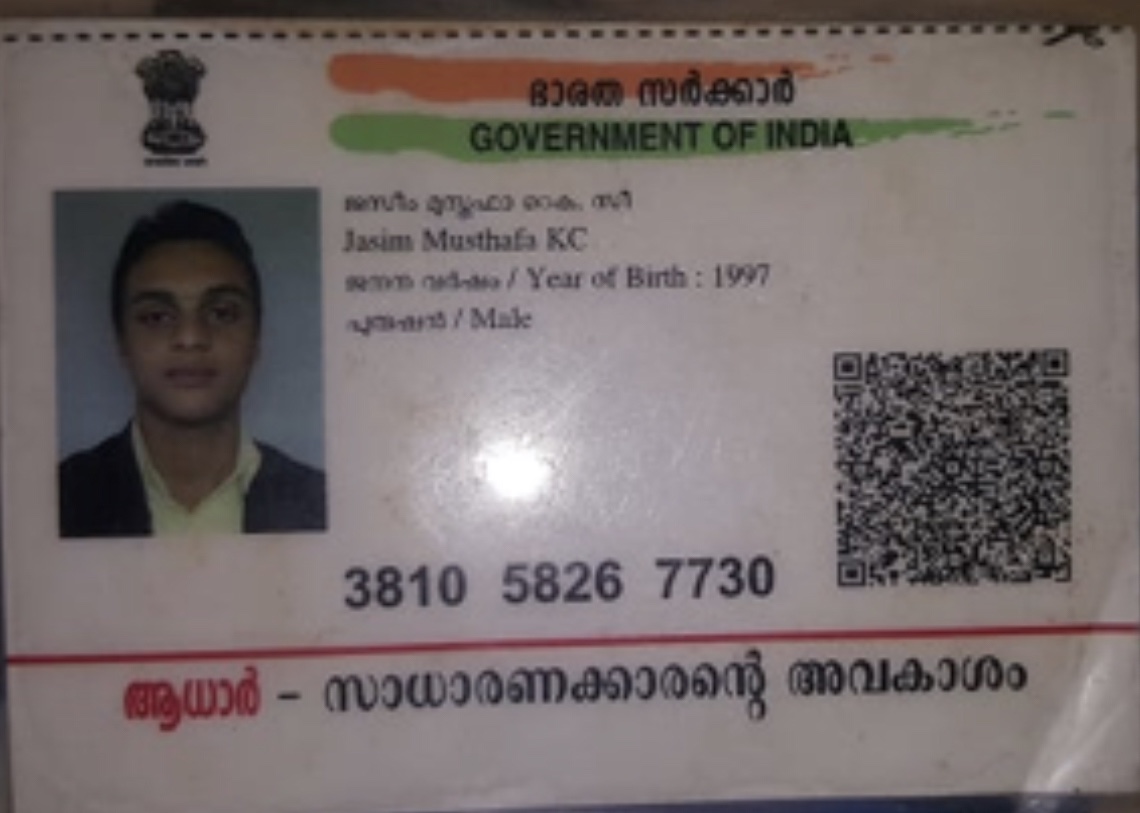 ഭാരത സർക്കാർ
GOVERNMENT OF INDIA
ജസീം മുസ്തഫാ കെ. സീ
Jasim Musthafa KC
ജനന വർഷം / Year of Birth : 1997
പുരുഷൻ / Male
3810 5826 7730
ആധാർ - സാധാരണക്കാരന്റെ അവകാശം